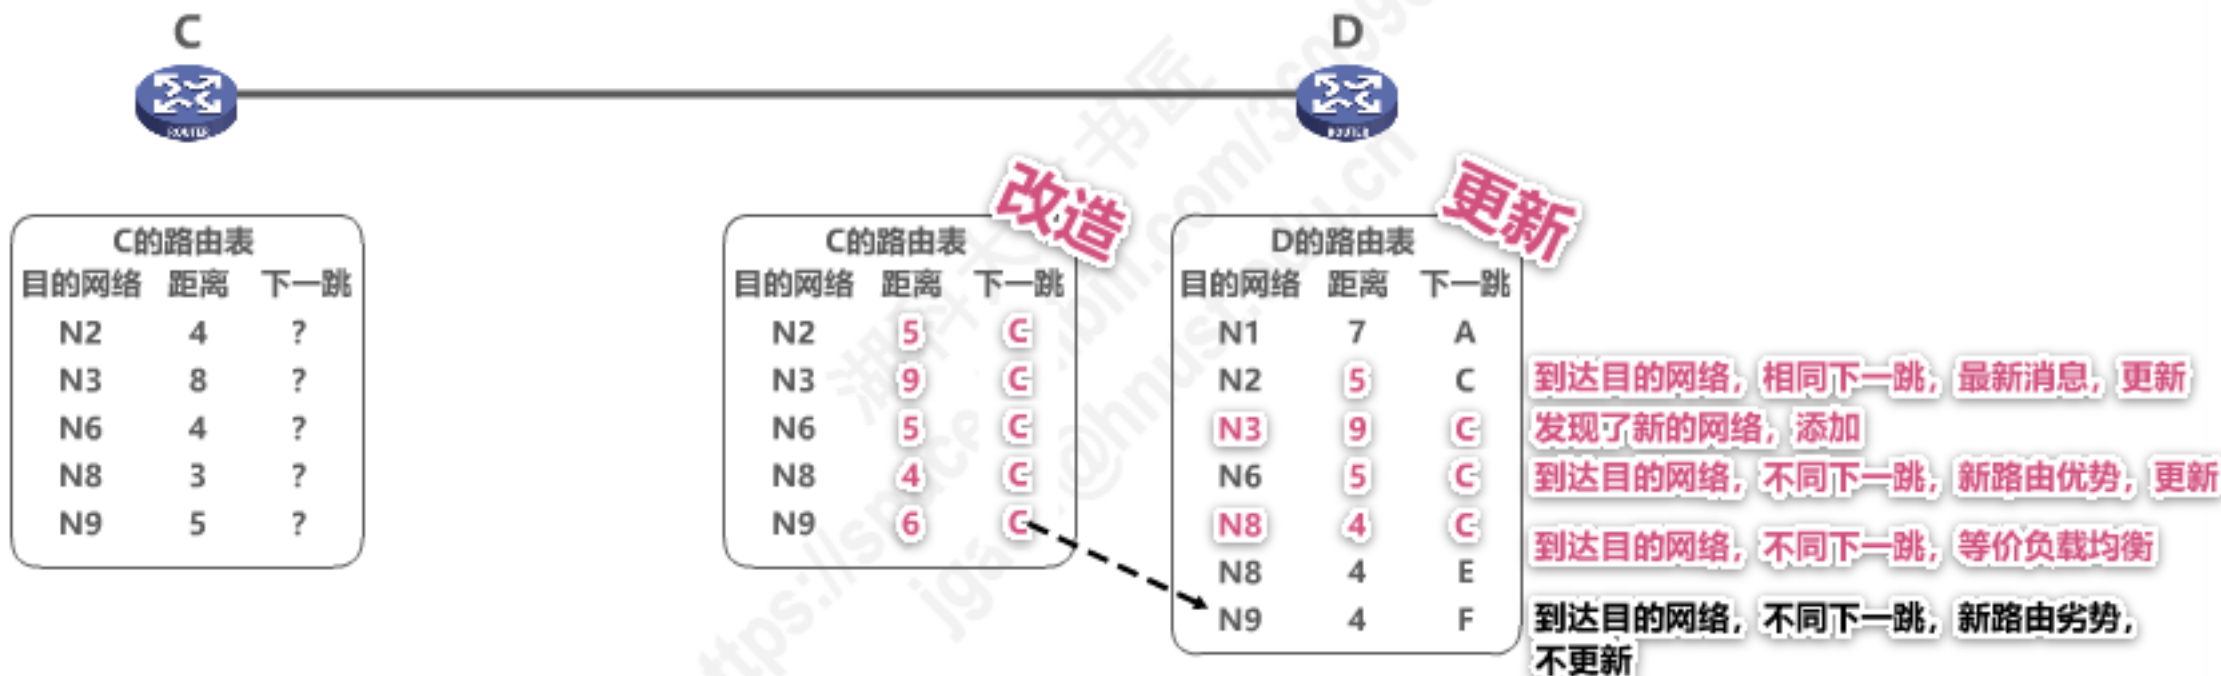 C
D
ROUTER
ROUTER
改造
更新
C的路由表
目的网络 距离 下一跳
N2 4 ?
N3 8 ?
N6 4 ?
N8 3 ?
N9 5 ?
C的路由表
目的网络 距离 下一跳
N2 5 C
N3 9 C
N6 5 C
N8 4 C
N9 6 C
D的路由表
目的网络 距离 下一跳
N1 7 A
N2 5 C
N3 9 C
N6 5 C
N8 4 C
N8 4 E
N9 4 F
到达目的网络，相同下一跳，最新消息，更新
发现了新的网络，添加
到达目的网络，不同下一跳，新路由优势，更新
到达目的网络，不同下一跳，等价负载均衡
到达目的网络，不同下一跳，新路由劣势，
不更新